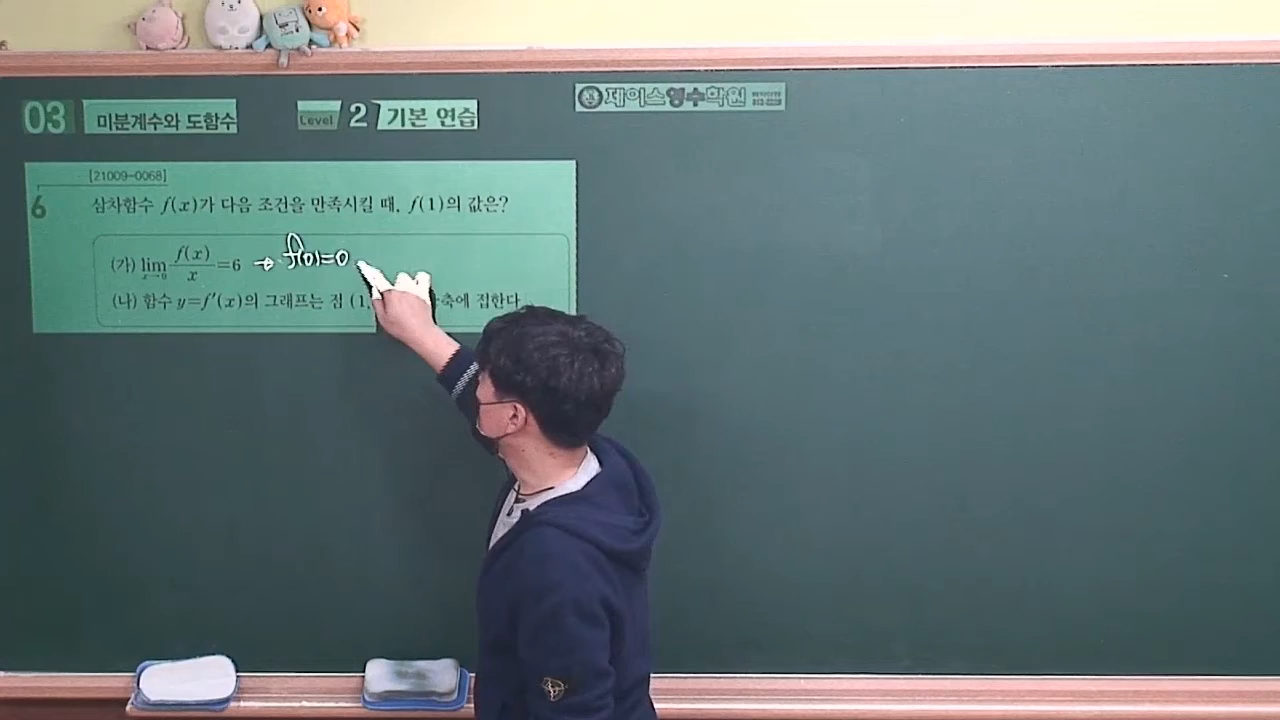 03 미분계수와 도함수 Level 2 기본 연습
제이스영수학원
[21009-0068]
6 삼차함수 f(x)가 다음 조건을 만족시킬 때, f(1)의 값은?
(가) lim x→0 f(x)/x =6 → f(0)=0
(나) 함수 y=f′(x)의 그래프는 점 (1, 축에 접한다